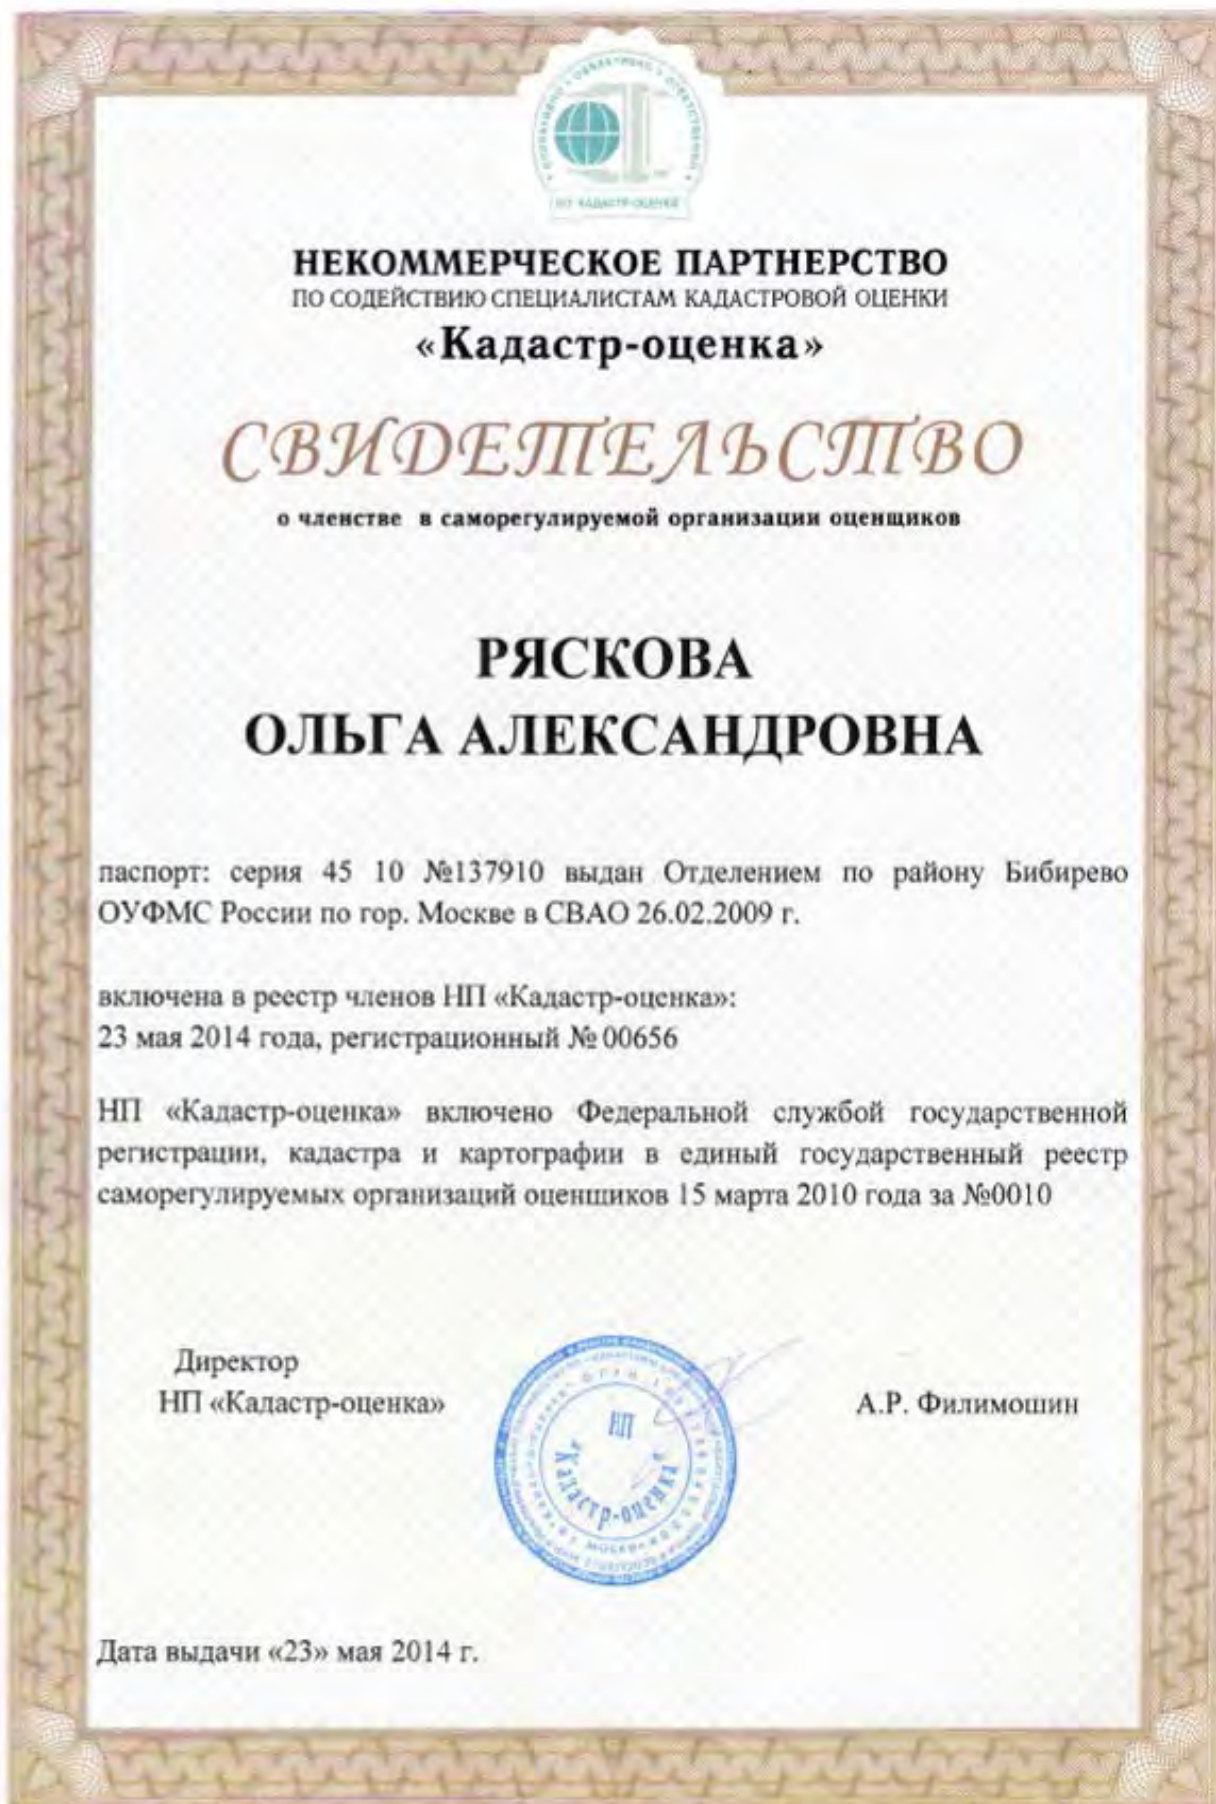 НП КАДАСТР-ОЦЕНКА
НЕКОММЕРЧЕСКОЕ ПАРТНЕРСТВО
ПО СОДЕЙСТВИЮ СПЕЦИАЛИСТАМ КАДАСТРОВОЙ ОЦЕНКИ
«Кадастр-оценка»
СВИДЕТЕЛЬСТВО
о членстве в саморегулируемой организации оценщиков
РЯСКОВА
ОЛЬГА АЛЕКСАНДРОВНА
паспорт: серия 45 10 №137910 выдан Отделением по району Бибирево
ОУФМС России по гор. Москве в СВАО 26.02.2009 г.
включена в реестр членов НП «Кадастр-оценка»:
23 мая 2014 года, регистрационный № 00656
НП «Кадастр-оценка» включено Федеральной службой государственной
регистрации, кадастра и картографии в единый государственный реестр
саморегулируемых организаций оценщиков 15 марта 2010 года за №0010
Директор
НП «Кадастр-оценка»
А.Р. Филимошин
НП
"Кадастр-оценка"
Дата выдачи «23» мая 2014 г.